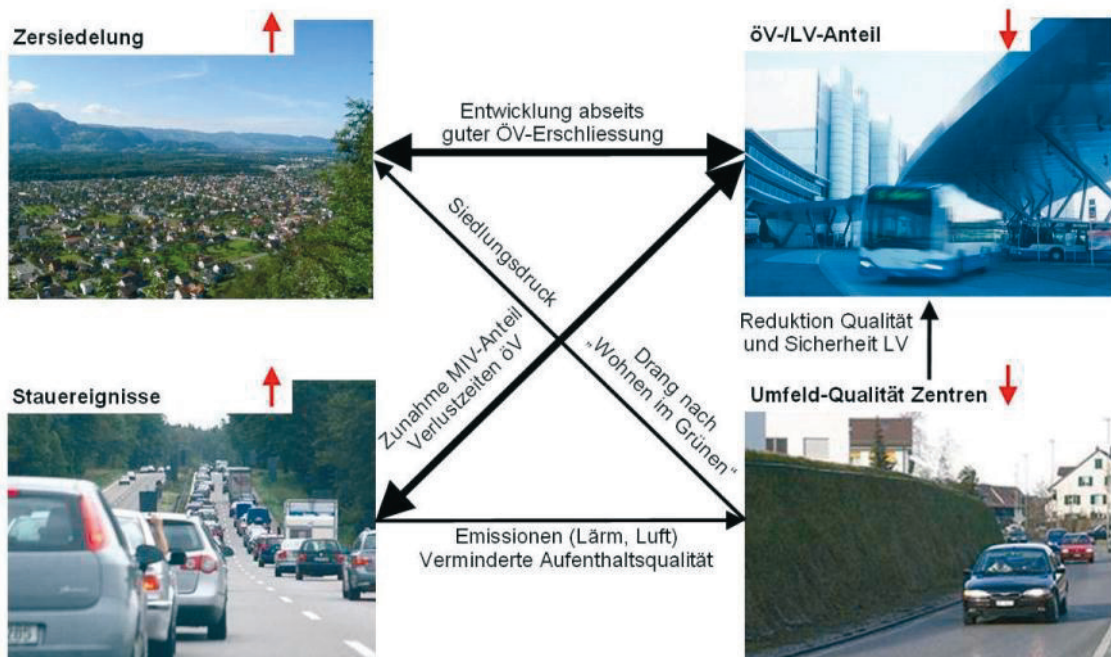 Zersiedelung
öV-/LV-Anteil
Entwicklung abseits
guter ÖV-Erschliessung
Siedlungsdruck
Zunahme MIV-Anteil
Verlustzeiten öV
Drang nach
„Wohnen im Grünen“
Reduktion Qualität
und Sicherheit LV
Stauereignisse
Umfeld-Qualität Zentren
Emissionen (Lärm, Luft)
Verminderte Aufenthaltsqualität